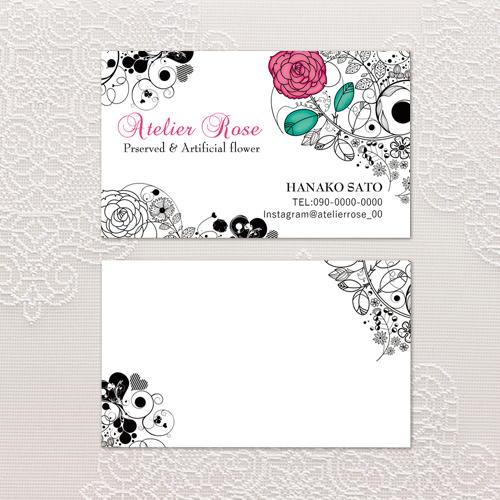 Atelier Rose
Prserved & Artificial flower
HANAKO SATO
TEL:090-0000-0000
Instagram@atelierrose_00